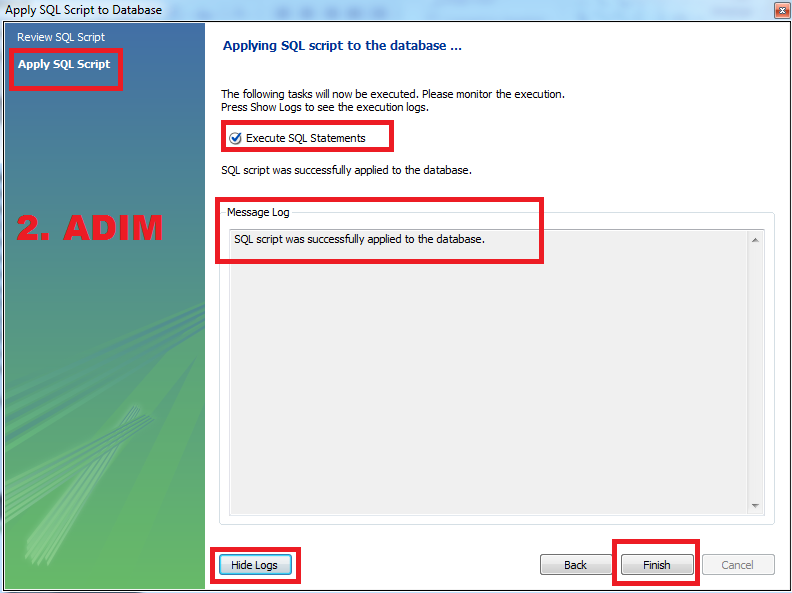 Apply SQL Script to Database
Review SQL Script
Apply SQL Script
2. ADIM
Applying SQL script to the database ...
The following tasks will now be executed. Please monitor the execution.
Press Show Logs to see the execution logs.
Execute SQL Statements
SQL script was successfully applied to the database.
Message Log
SQL script was successfully applied to the database.
Hide Logs
Back
Finish
Cancel